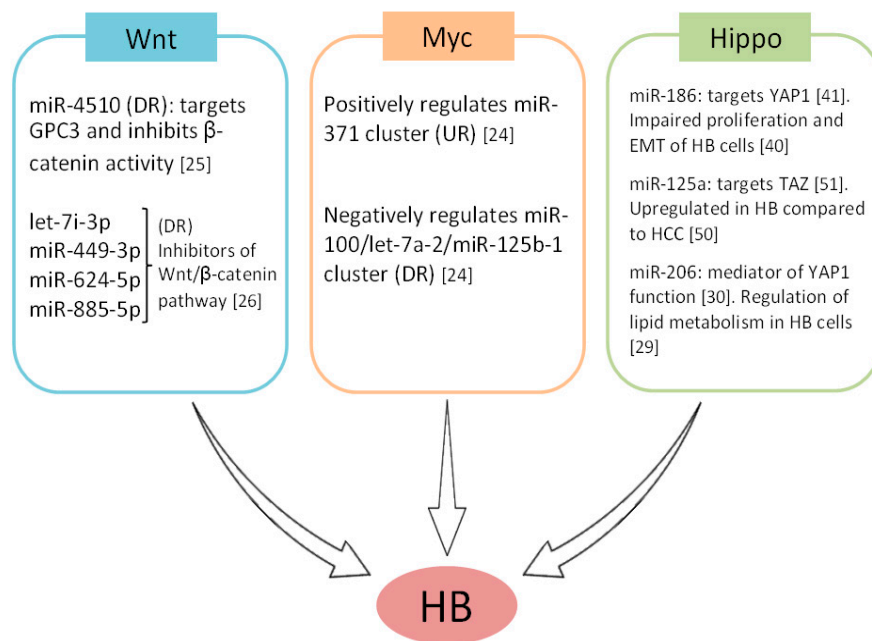 Wnt
miR-4510 (DR): targets
GPC3 and inhibits β-
catenin activity [25]
let-7i-3p
miR-449-3p
miR-624-5p
miR-885-5p
(DR)
Inhibitors of
Wnt/β-catenin
pathway [26]
Myc
Positively regulates miR-
371 cluster (UR) [24]
Negatively regulates miR-
100/let-7a-2/miR-125b-1
cluster (DR) [24]
Hippo
miR-186: targets YAP1 [41].
Impaired proliferation and
EMT of HB cells [40]
miR-125a: targets TAZ [51].
Upregulated in HB compared
to HCC [50]
miR-206: mediator of YAP1
function [30]. Regulation of
lipid metabolism in HB cells
[29]
HB